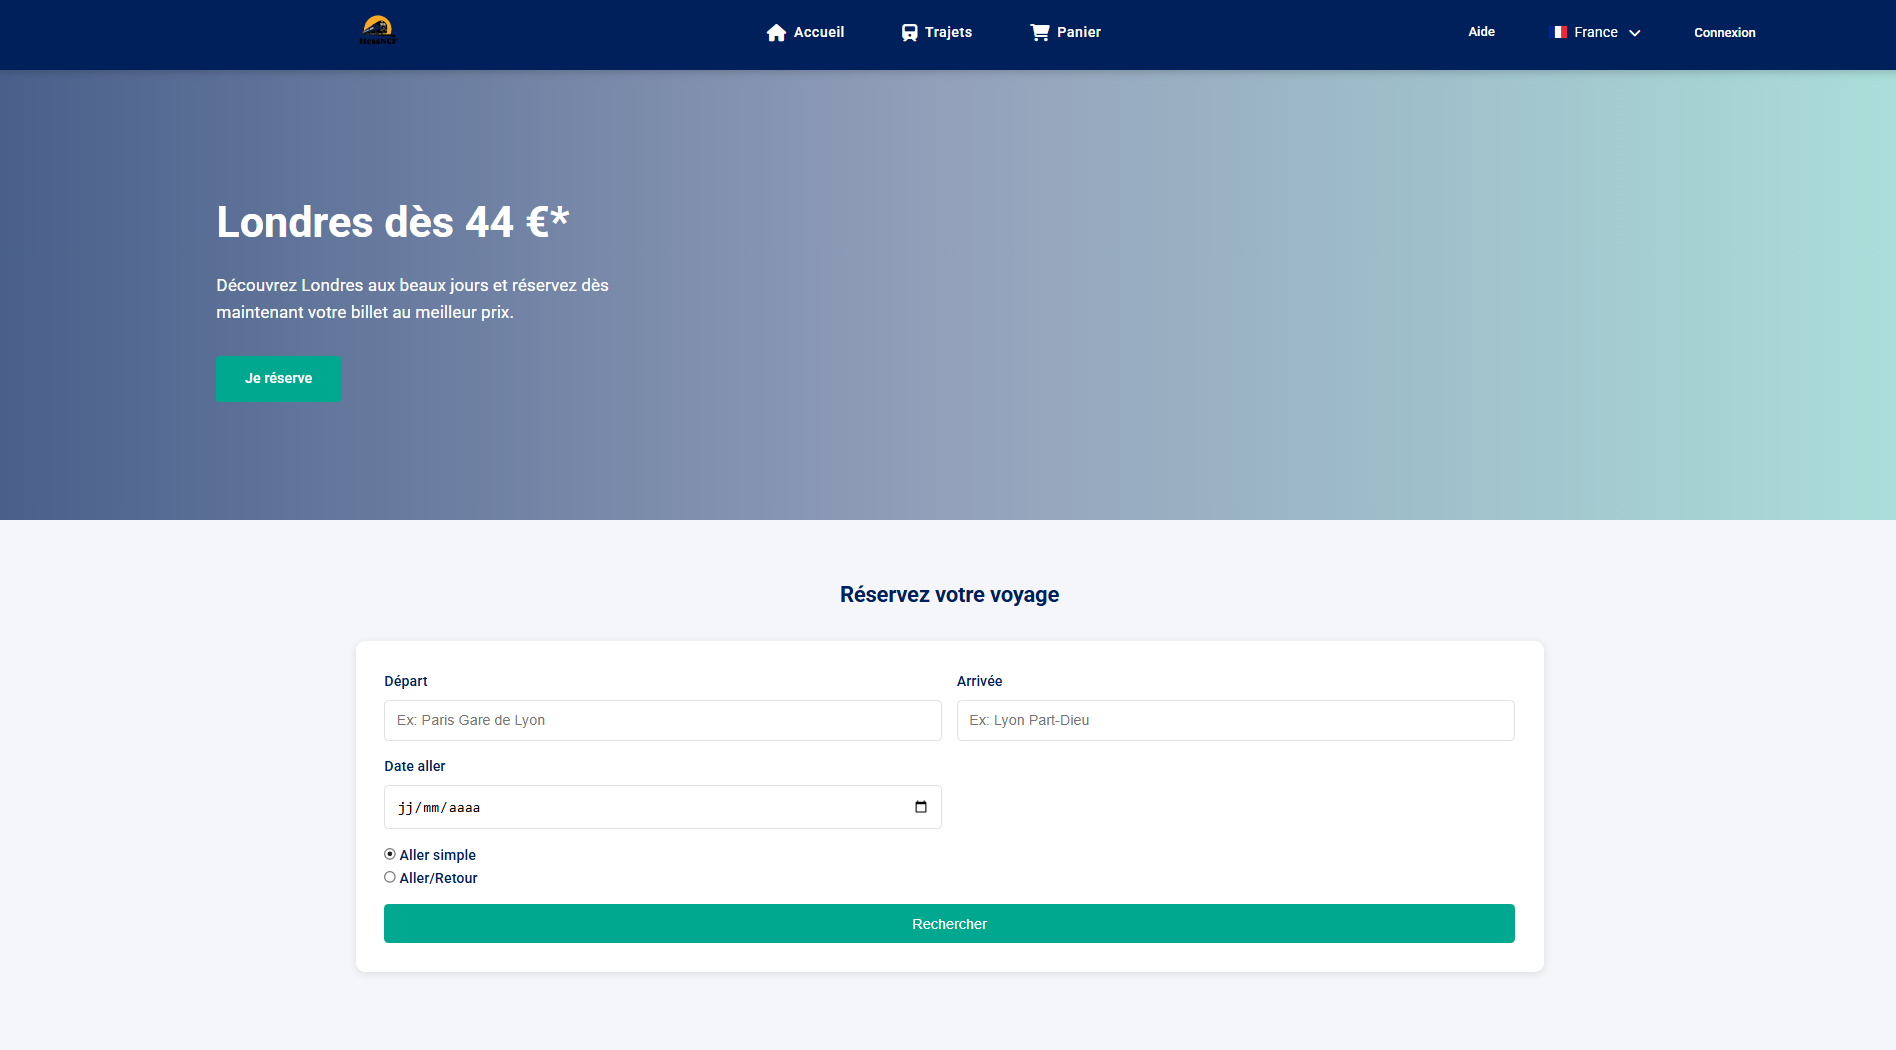 Accueil
Trajets
Panier
Aide
France
Connexion
Londres dès 44 €*
Découvrez Londres aux beaux jours et réservez dès
maintenant votre billet au meilleur prix.
Je réserve
Réservez votre voyage
Départ
Arrivée
Ex: Paris Gare de Lyon
Ex: Lyon Part-Dieu
Date aller
jj/mm/aaaa
Aller simple
Aller/Retour
Rechercher